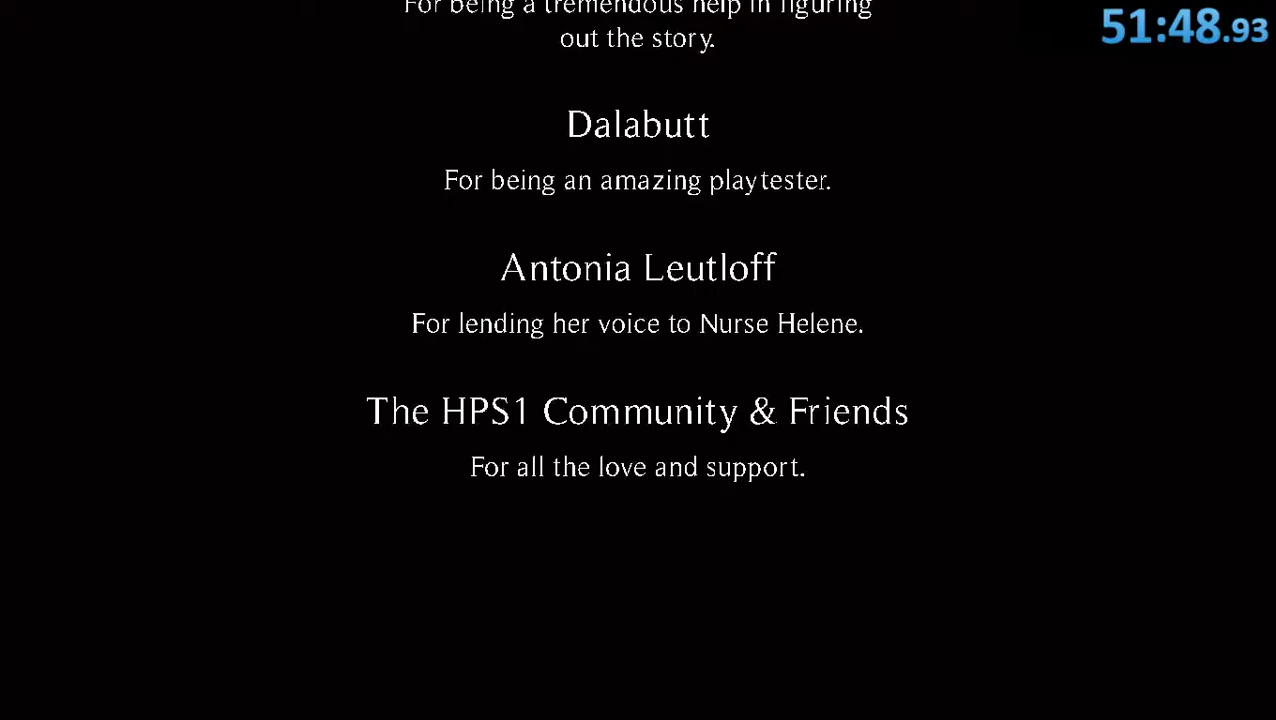 51:48.93
For being a tremendous help in figuring
out the story.
Dalabutt
For being an amazing playtester.
Antonia Leutloff
For lending her voice to Nurse Helene.
The HPS1 Community & Friends
For all the love and support.